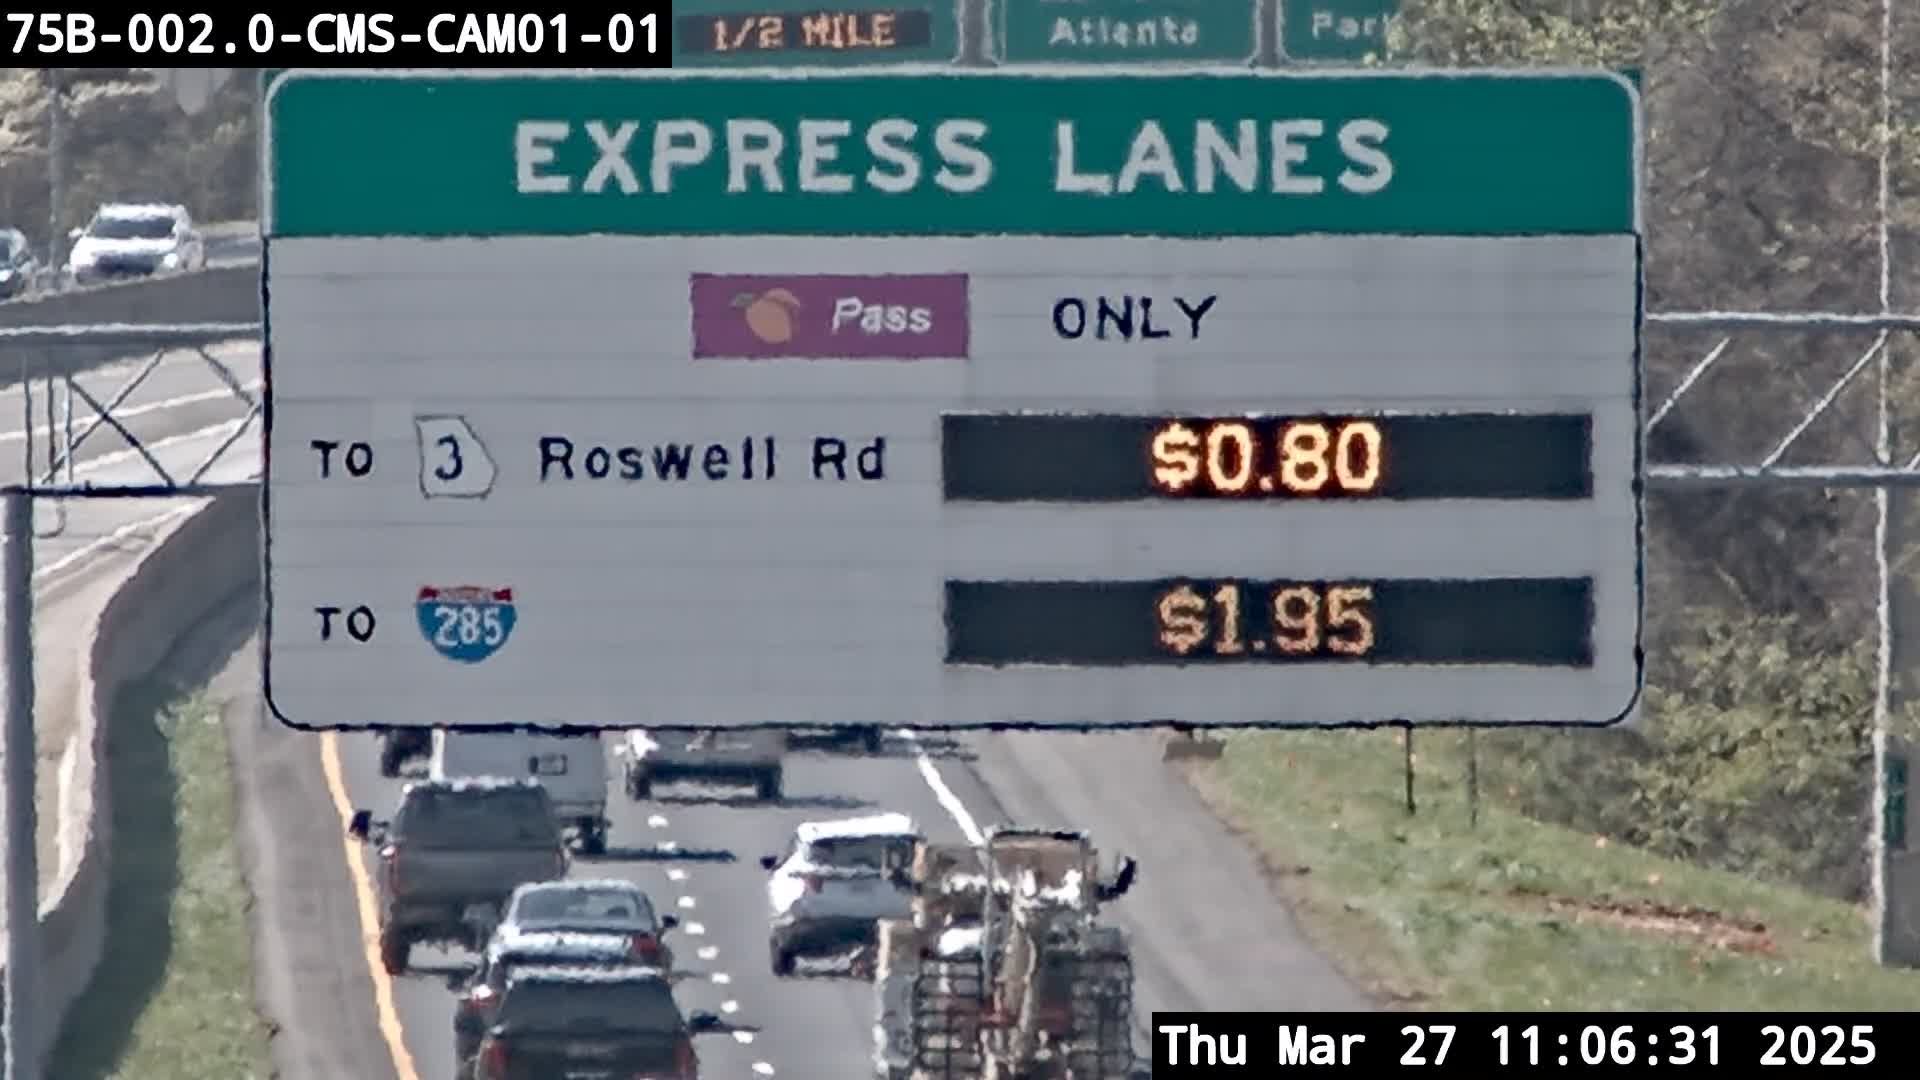 75B-002.0-CMS-CAM01-01
1/2 MILE
Atlanta
Park
EXPRESS LANES
Pass ONLY
TO 3 Roswell Rd $0.80
TO 285 $1.95
Thu Mar 27 11:06:31 2025